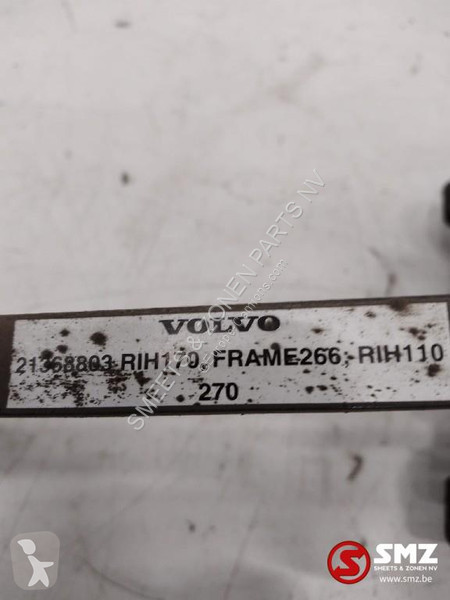 VOLVO
21368803 RIH170, FRAME266,-RIH110
270
SMEETS & ZONEN PARTS NV
SMZ
SMEETS & ZONEN NV
www.smz.be